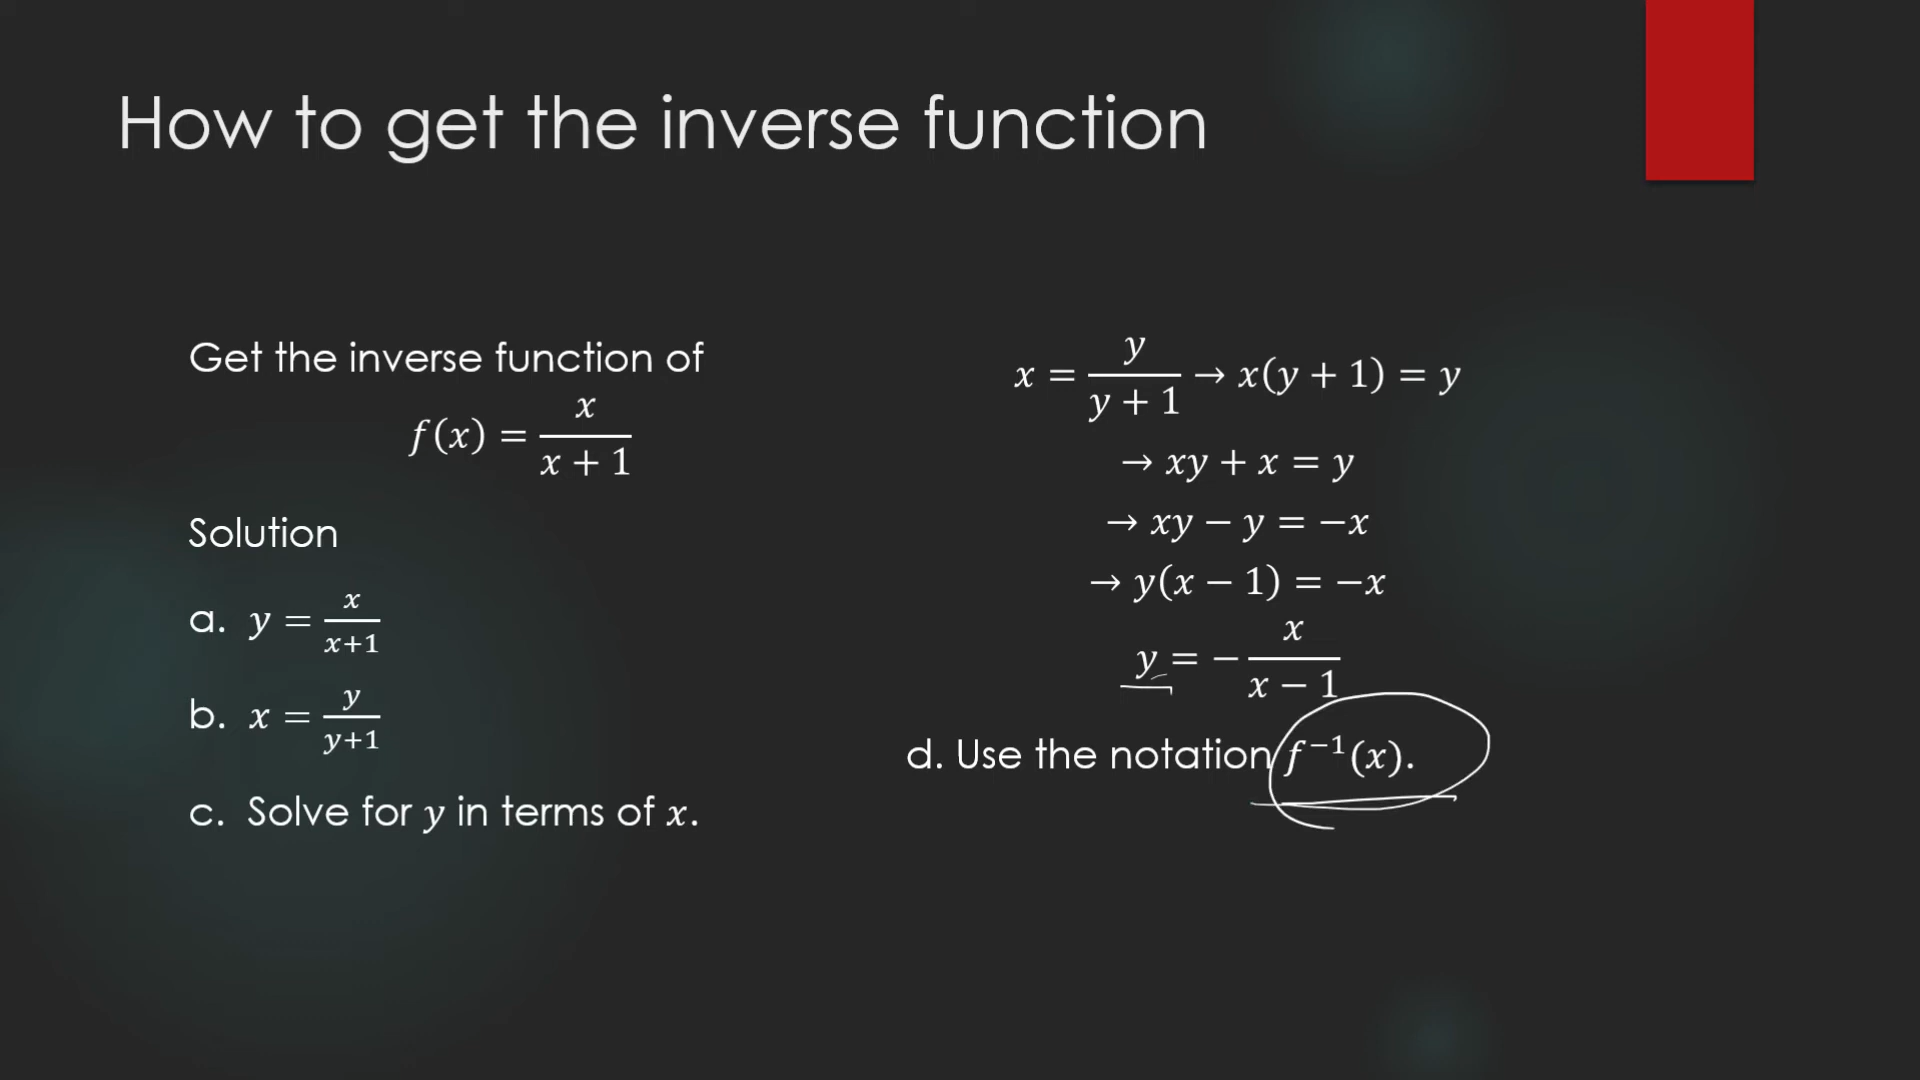 How to get the inverse function
Get the inverse function of
f(x) = x/(x + 1)
Solution
a. y = x/(x+1)
b. x = y/(y+1)
c. Solve for y in terms of x.
x = y/(y + 1) → x(y + 1) = y
→ xy + x = y
→ xy − y = −x
→ y(x − 1) = −x
y = − x/(x − 1)
d. Use the notation f⁻¹(x).